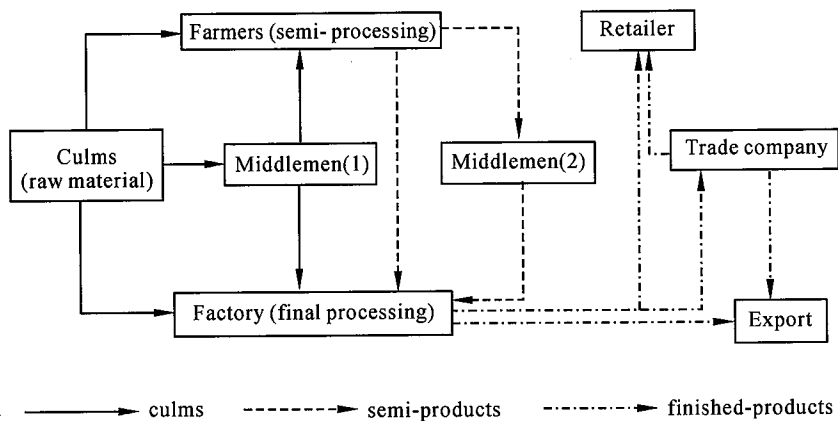 Farmers (semi- processing)
Retailer
Culms
(raw material)
Middlemen(1)
Middlemen(2)
Trade company
Factory (final processing)
Export
culms
semi-products
finished-products